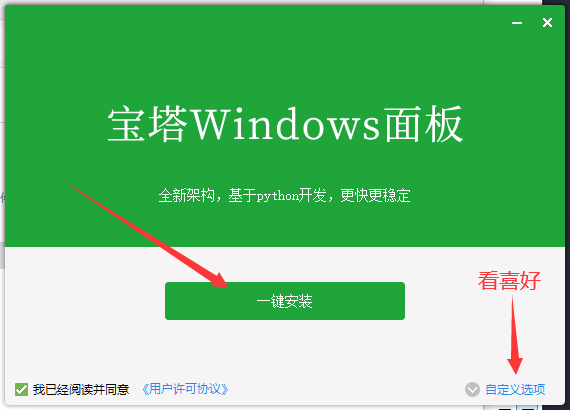 宝塔Windows面板
全新架构，基于python开发，更快更稳定
看喜好
一键安装
我已经阅读并同意 《用户许可协议》
自定义选项